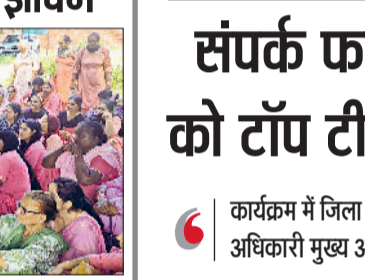 ज्ञापन
संपर्क फ
को टॉप टी
कार्यक्रम में जिला
अधिकारी मुख्य अ